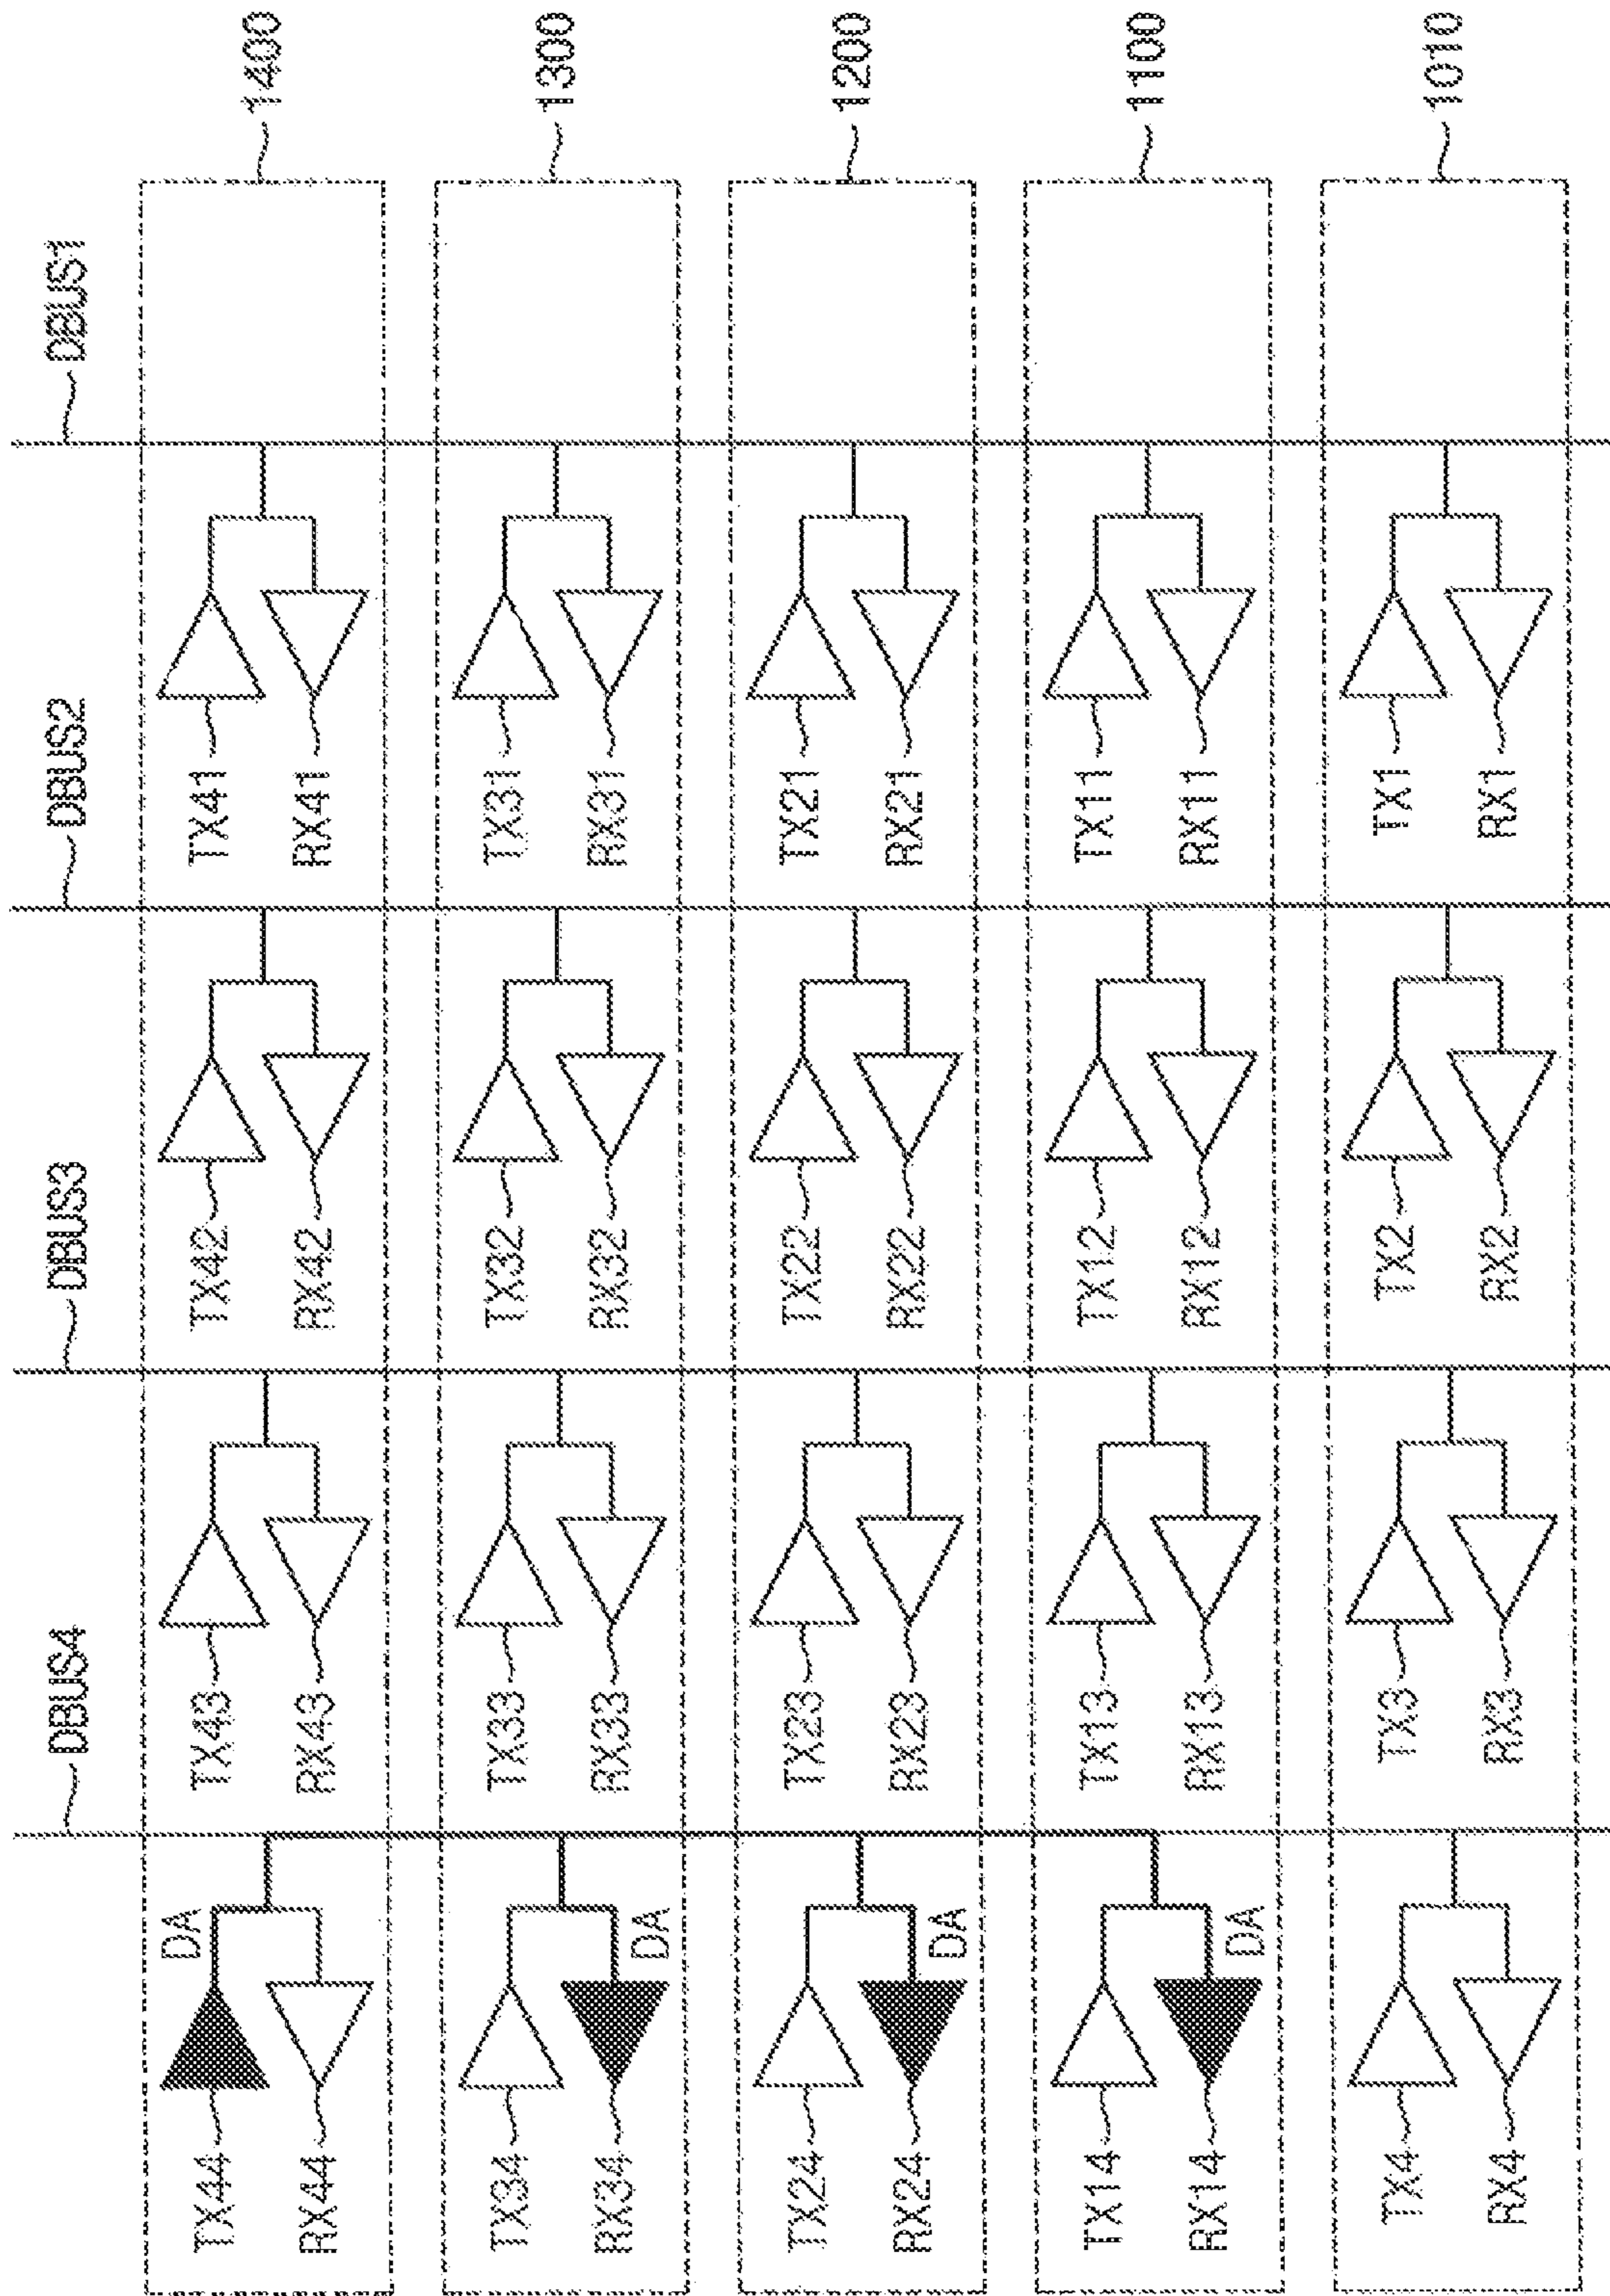 DBUS4
DBUS3
DBUS2
DBUS1
TX44
DA
TX43
TX42
TX41
1400
RX44
RX43
RX42
RX41
TX34
TX33
TX32
TX31
1300
RX34
DA
RX33
RX32
RX31
TX24
TX23
TX22
TX21
1200
RX24
DA
RX23
RX22
RX21
TX14
TX13
TX12
TX11
1100
RX14
DA
RX13
RX12
RX11
TX4
TX3
TX2
TX1
1010
RX4
RX3
RX2
RX1